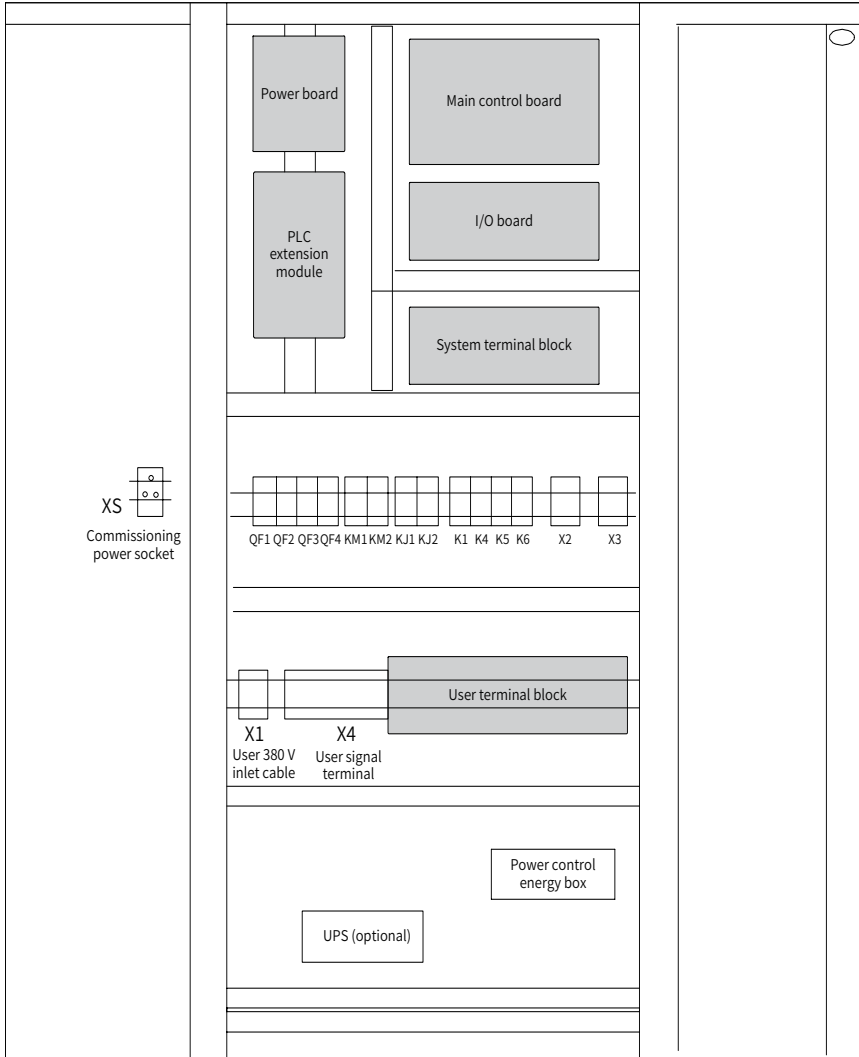 Power board
Main control board
PLC
extension
module
I/O board
System terminal block
XS
Commissioning
power socket
QF1 QF2 QF3 QF4 KM1 KM2 KJ1 KJ2 K1 K4 K5 K6 X2 X3
User terminal block
X1
User 380 V
inlet cable
X4
User signal
terminal
Power control
energy box
UPS (optional)